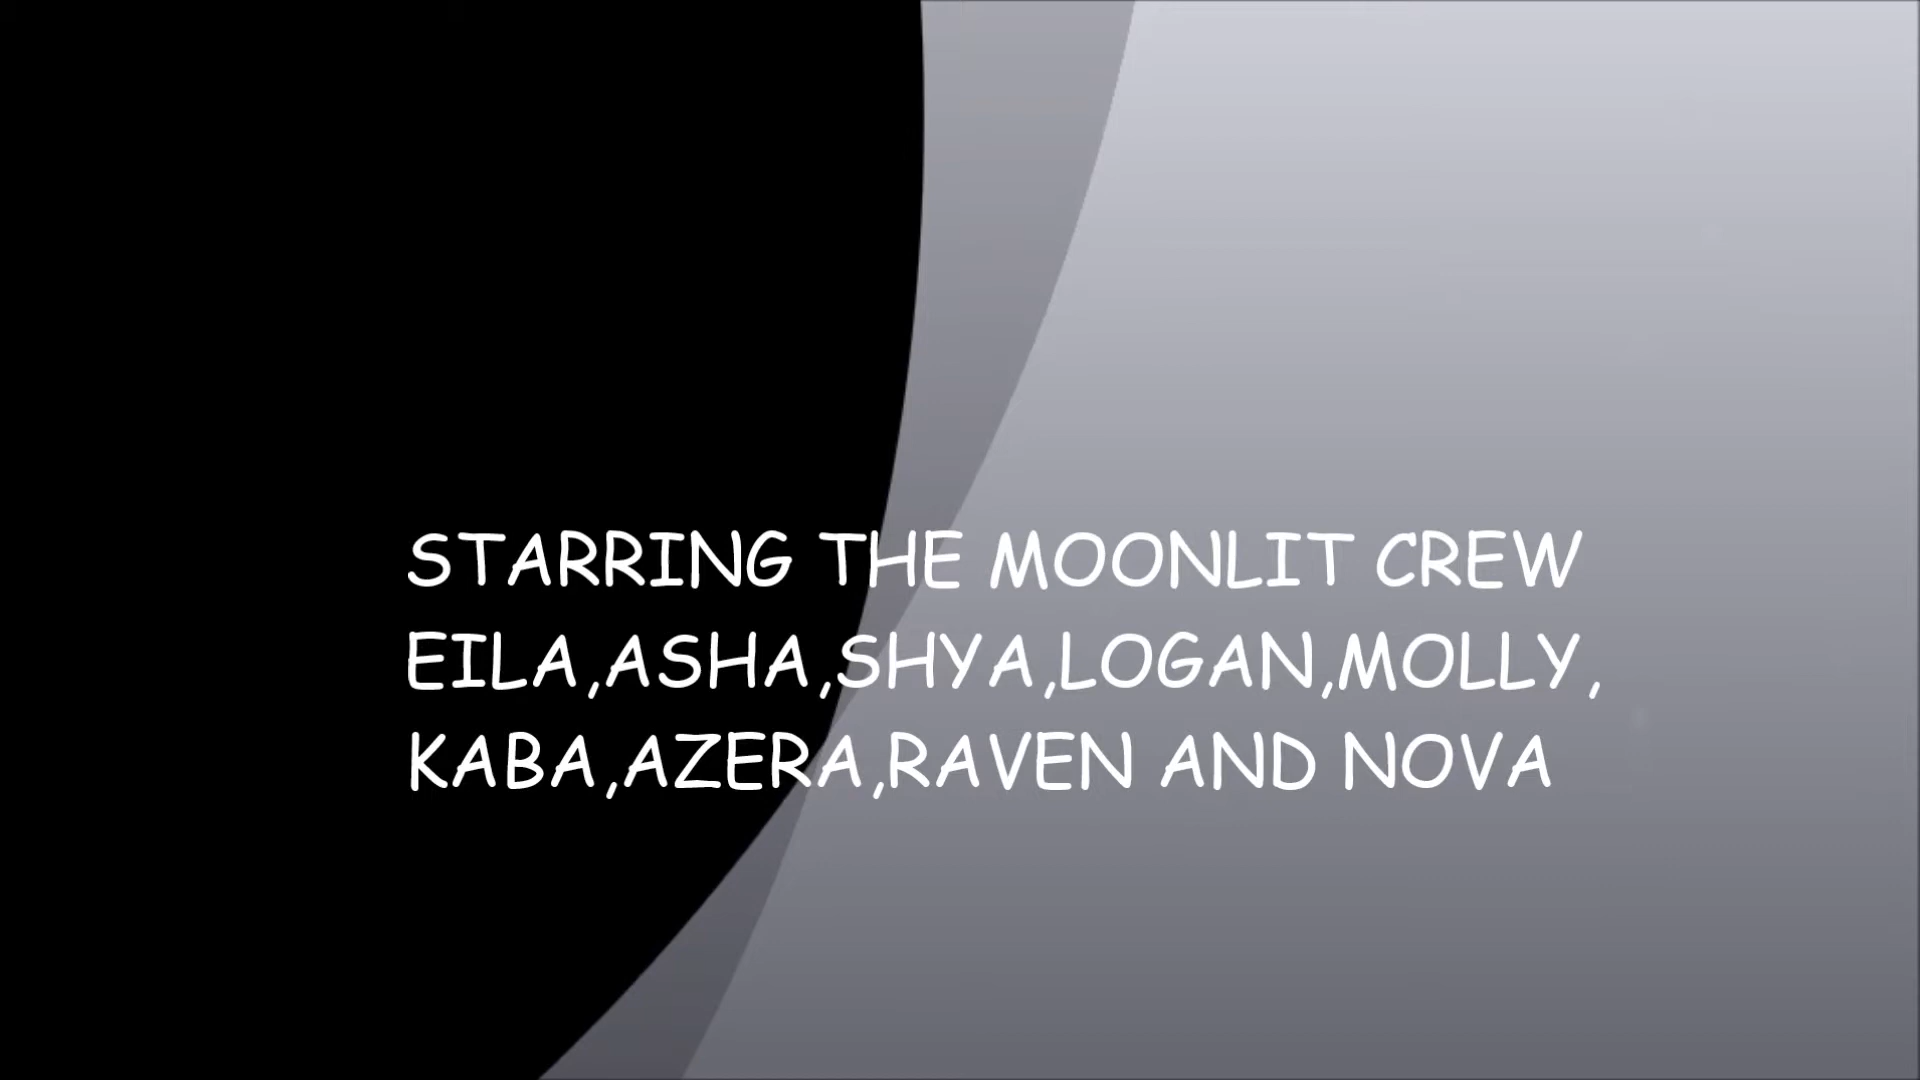 STARRING THE MOONLIT CREW
EILA,ASHA,SHYA,LOGAN,MOLLY,
KABA,AZERA,RAVEN AND NOVA